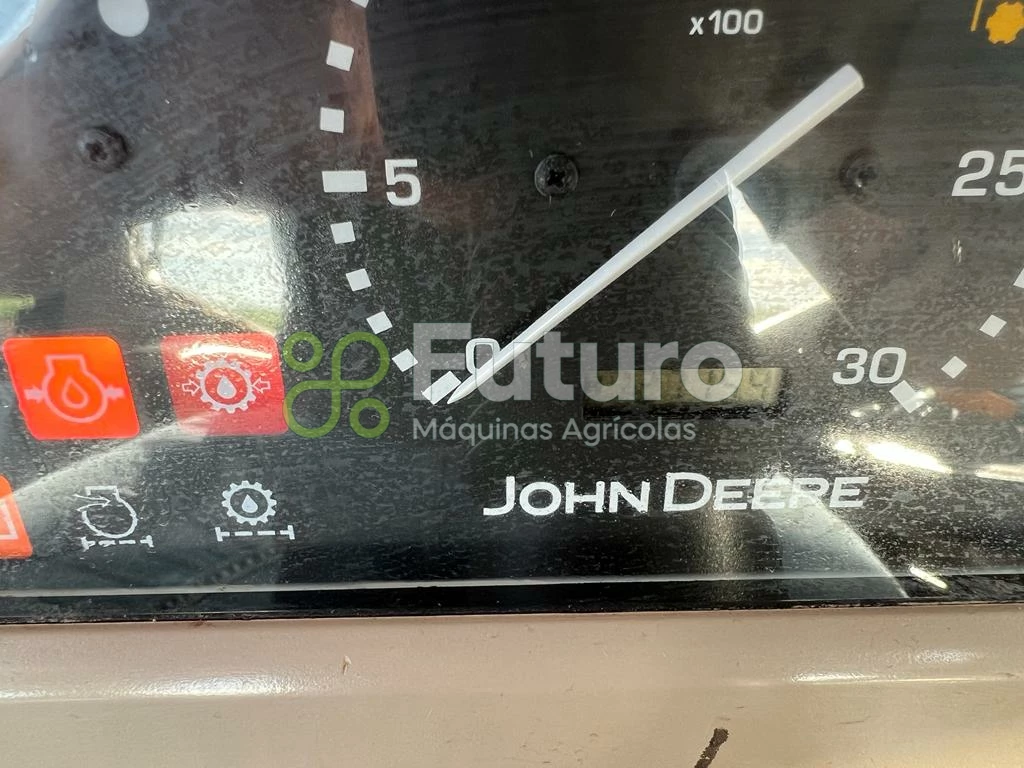 x100
5
25
0
30
Futuro
Máquinas Agrícolas
JOHN DEERE